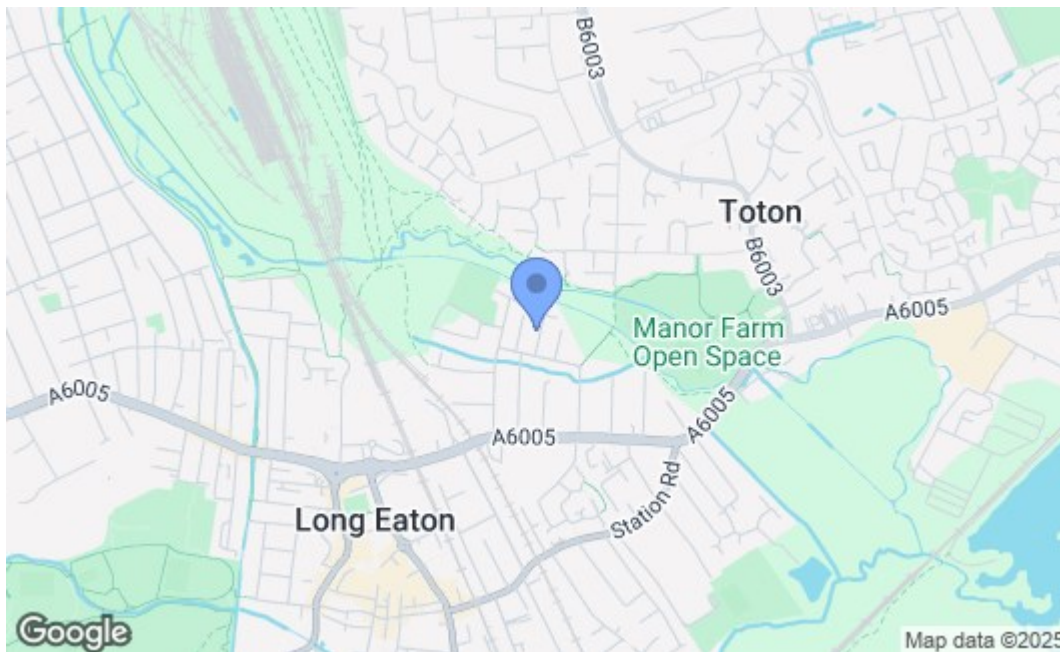 B6003
Toton
B6003
A6005
Manor Farm
Open Space
A6005
A6005
A6005
Station Rd
Long Eaton
Google
Map data ©2025